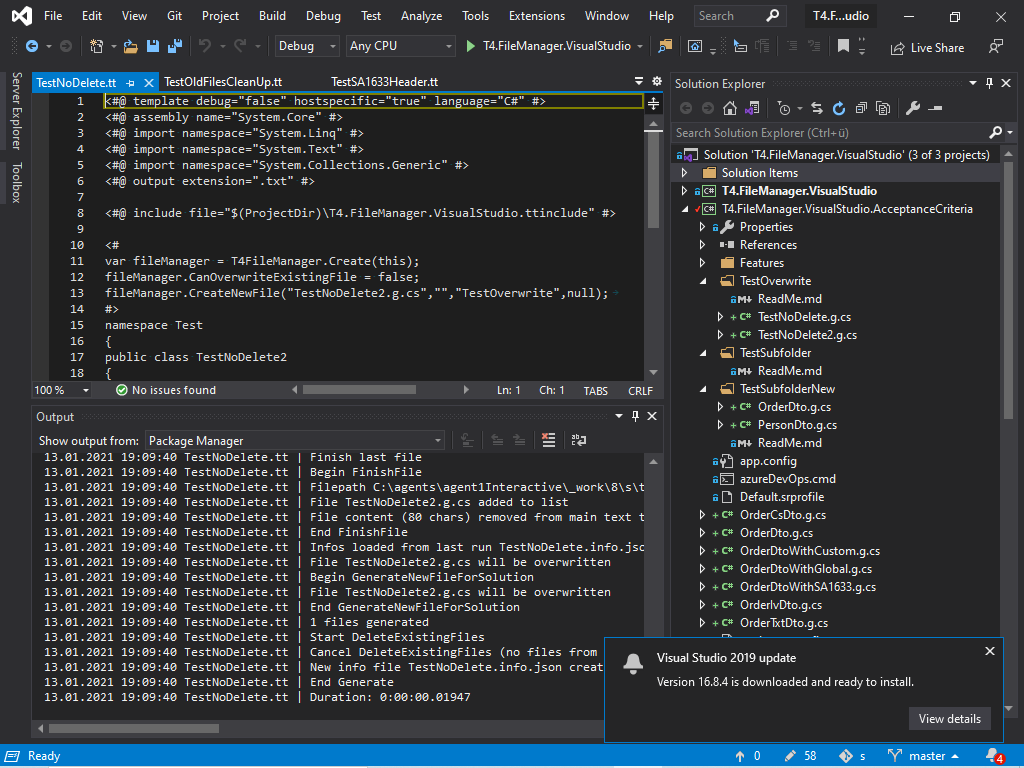 File Edit View Git Project Build Debug Test Analyze Tools Extensions Window Help Search T4.F...udio
Debug Any CPU T4.FileManager.VisualStudio Live Share
Server Explorer
Toolbox
TestNoDelete.tt TestOldFilesCleanUp.tt TestSA1633Header.tt
1 <#@ template debug="false" hostspecific="true" language="C#" #>
2 <#@ assembly name="System.Core" #>
3 <#@ import namespace="System.Linq" #>
4 <#@ import namespace="System.Text" #>
5 <#@ import namespace="System.Collections.Generic" #>
6 <#@ output extension=".txt" #>
7
8 <#@ include file="$(ProjectDir)\T4.FileManager.VisualStudio.ttinclude" #>
9
10 <#
11 var fileManager = T4FileManager.Create(this);
12 fileManager.CanOverwriteExistingFile = false;
13 fileManager.CreateNewFile("TestNoDelete2.g.cs","","TestOverwrite",null);
14 #>
15 namespace Test
16 {
17 public class TestNoDelete2
18 {
100 % No issues found Ln: 1 Ch: 1 TABS CRLF
Output
Show output from: Package Manager
13.01.2021 19:09:40 TestNoDelete.tt | Finish last file
13.01.2021 19:09:40 TestNoDelete.tt | Begin FinishFile
13.01.2021 19:09:40 TestNoDelete.tt | Filepath C:\agents\agent1Interactive\_work\8\s\t
13.01.2021 19:09:40 TestNoDelete.tt | File TestNoDelete2.g.cs added to list
13.01.2021 19:09:40 TestNoDelete.tt | File content (80 chars) removed from main text t
13.01.2021 19:09:40 TestNoDelete.tt | End FinishFile
13.01.2021 19:09:40 TestNoDelete.tt | Infos loaded from last run TestNoDelete.info.jso
13.01.2021 19:09:40 TestNoDelete.tt | File TestNoDelete2.g.cs will be overwritten
13.01.2021 19:09:40 TestNoDelete.tt | Begin GenerateNewFileForSolution
13.01.2021 19:09:40 TestNoDelete.tt | File TestNoDelete2.g.cs will be overwritten
13.01.2021 19:09:40 TestNoDelete.tt | End GenerateNewFileForSolution
13.01.2021 19:09:40 TestNoDelete.tt | 1 files generated
13.01.2021 19:09:40 TestNoDelete.tt | Start DeleteExistingFiles
13.01.2021 19:09:40 TestNoDelete.tt | Cancel DeleteExistingFiles (no files from
13.01.2021 19:09:40 TestNoDelete.tt | New info file TestNoDelete.info.json creat
13.01.2021 19:09:40 TestNoDelete.tt | End Generate
13.01.2021 19:09:40 TestNoDelete.tt | Duration: 0:00:00.01947
Solution Explorer
Search Solution Explorer (Ctrl+ü)
Solution 'T4.FileManager.VisualStudio' (3 of 3 projects)
Solution Items
C# T4.FileManager.VisualStudio
C# T4.FileManager.VisualStudio.AcceptanceCriteria
Properties
References
Features
TestOverwrite
M+ ReadMe.md
C# TestNoDelete.g.cs
C# TestNoDelete2.g.cs
TestSubfolder
M+ ReadMe.md
TestSubfolderNew
C# OrderDto.g.cs
C# PersonDto.g.cs
M+ ReadMe.md
app.config
azureDevOps.cmd
Default.srprofile
C# OrderCsDto.g.cs
C# OrderDto.g.cs
C# OrderDtoWithCustom.g.cs
C# OrderDtoWithGlobal.g.cs
C# OrderDtoWithSA1633.g.cs
C# OrderIvDto.g.cs
C# OrderTxtDto.g.cs
Visual Studio 2019 update
Version 16.8.4 is downloaded and ready to install.
View details
Ready 0 58 s master 4